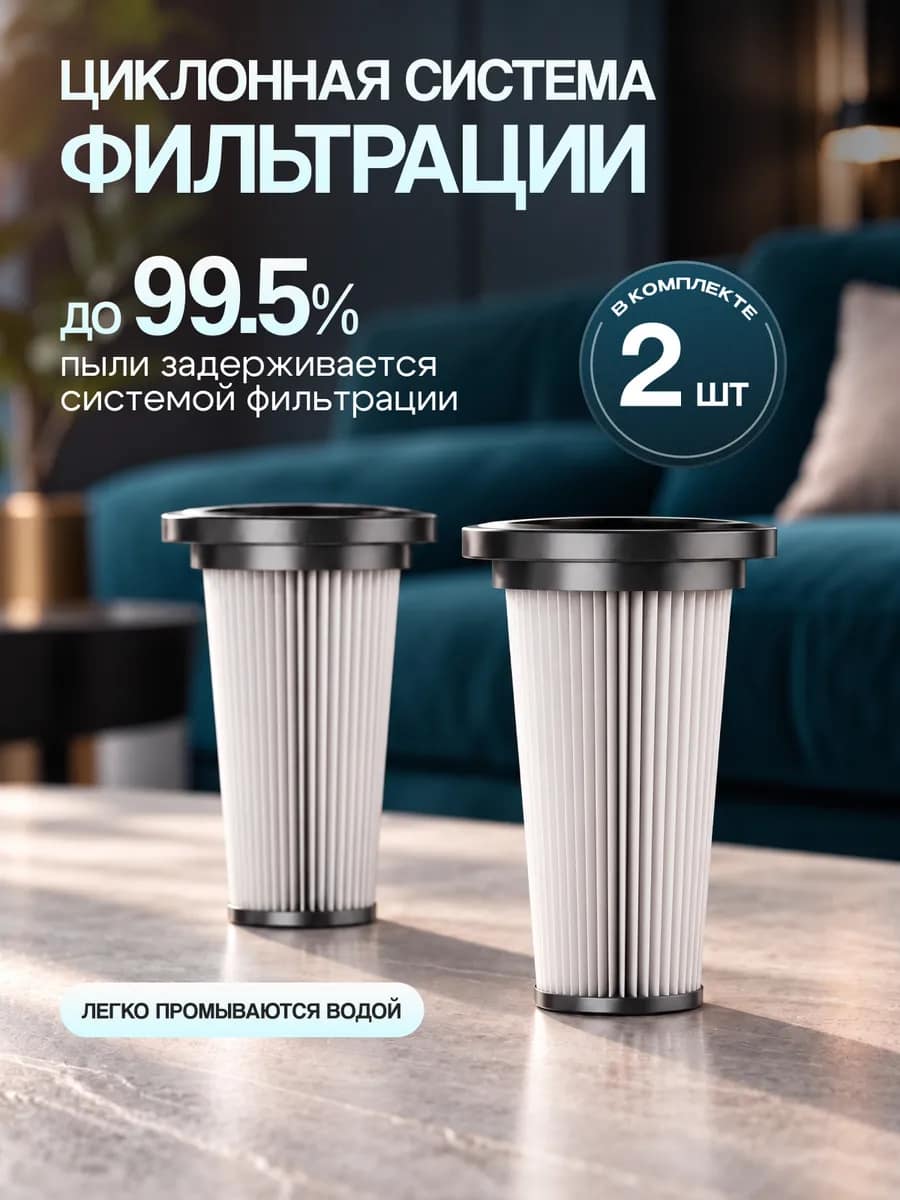 ЦИКЛОННАЯ СИСТЕМА
ФИЛЬТРАЦИИ
до 99.5%
пыли задерживается
системой фильтрации
В КОМПЛЕКТЕ
2 ШТ
ЛЕГКО ПРОМЫВАЮТСЯ ВОДОЙ